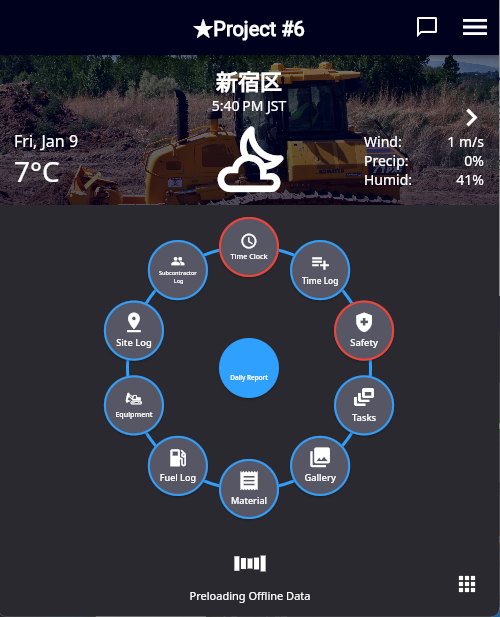 ★Project #6
新宿区
5:40 PM JST
Fri, Jan 9
7°C
Wind: 1 m/s
Precip: 0%
Humid: 41%
Time Clock
Subcontractor
Log
Time Log
Site Log
Safety
Daily Report
Equipment
Tasks
Fuel Log
Gallery
Material
Preloading Offline Data